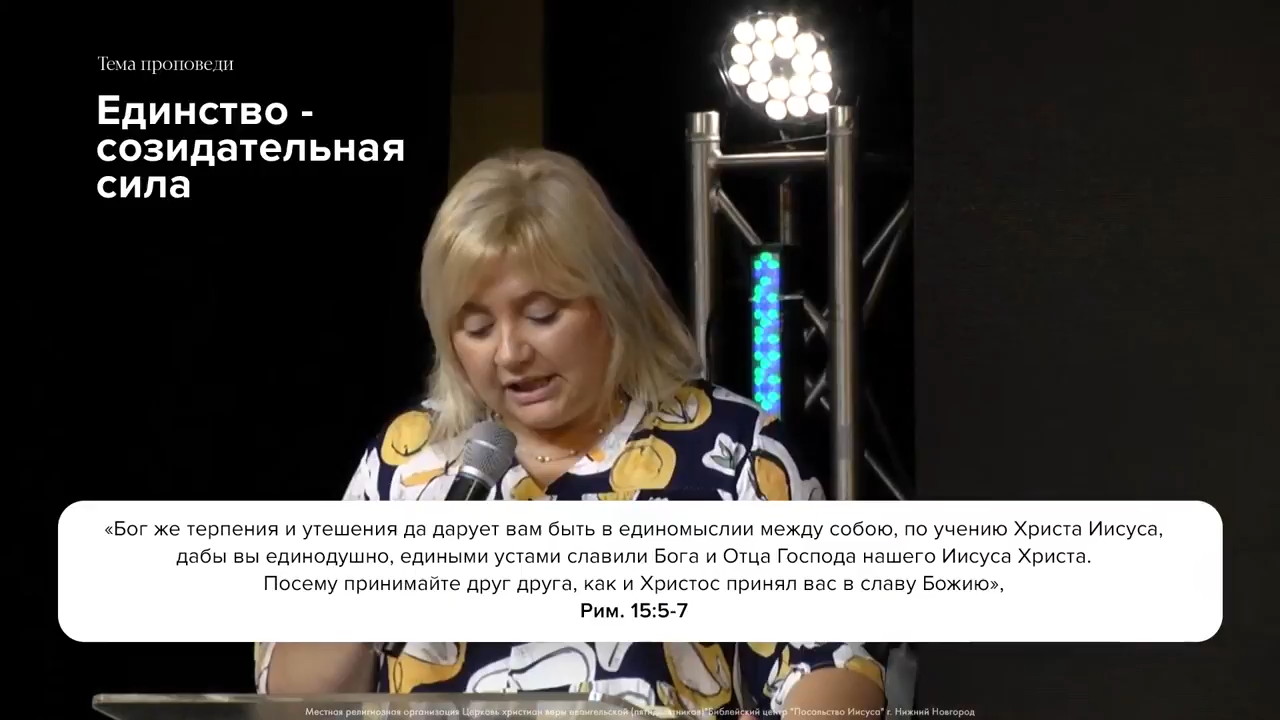 Тема проповеди
Единство -
созидательная
сила
«Бог же терпения и утешения да дарует вам быть в единомыслии между собою, по учению Христа Иисуса,
дабы вы единодушно, едиными устами славили Бога и Отца Господа нашего Иисуса Христа.
Посему принимайте друг друга, как и Христос принял вас в славу Божию»,
Рим. 15:5-7
Местная религиозная организация Церковь христиан веры евангельской (пятидесятников)"Библейский центр "Посольство Иисуса" г. Нижний Новгород